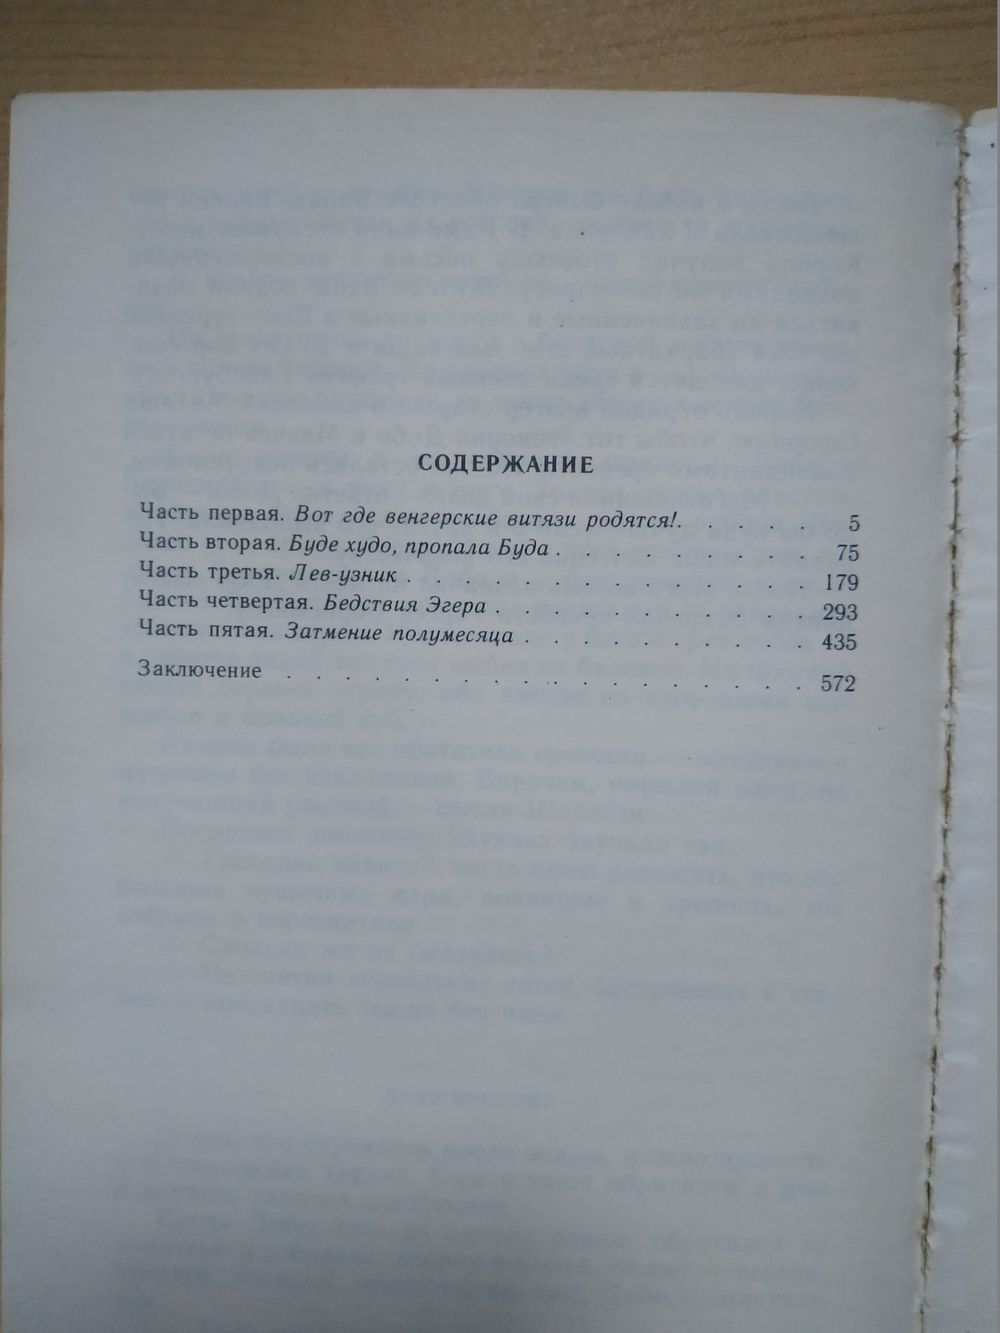 СОДЕРЖАНИЕ
Часть первая. Вот где венгерские витязи родятся!. . . . . . 5
Часть вторая. Буде худо, пропала Буда . . . . . . . . . 75
Часть третья. Лев-узник . . . . . . . . . . . . . . 179
Часть четвертая. Бедствия Эгера . . . . . . . . . . . 293
Часть пятая. Затмение полумесяца . . . . . . . . . . 435
Заключение . . . . . . . . . . . . . . . . . . 572